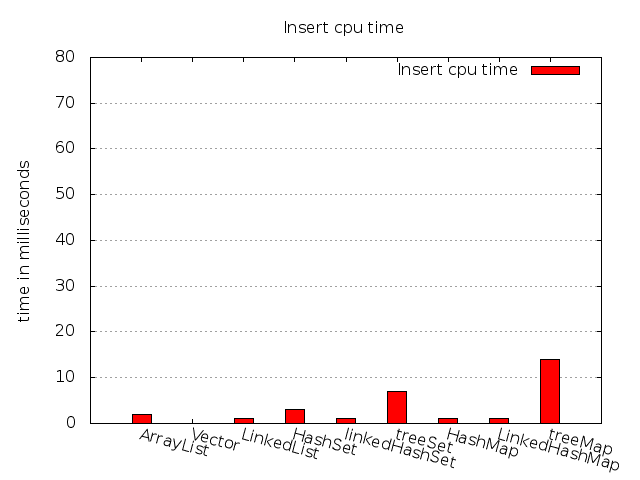 Insert cpu time
Insert cpu time
80
70
60
50
40
30
20
10
0
time in milliseconds
ArrayList
Vector
LinkedList
HashSet
linkedHashSet
treeSet
HashMap
LinkedHashMap
treeMap